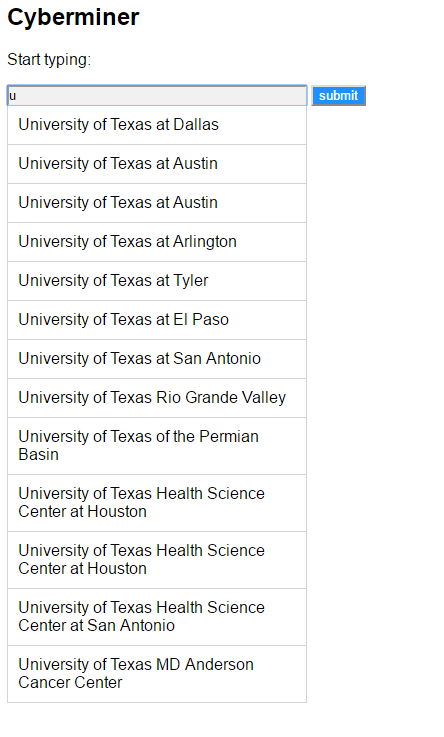 Cyberminer
Start typing:
u submit
University of Texas at Dallas
University of Texas at Austin
University of Texas at Austin
University of Texas at Arlington
University of Texas at Tyler
University of Texas at El Paso
University of Texas at San Antonio
University of Texas Rio Grande Valley
University of Texas of the Permian
Basin
University of Texas Health Science
Center at Houston
University of Texas Health Science
Center at Houston
University of Texas Health Science
Center at San Antonio
University of Texas MD Anderson
Cancer Center